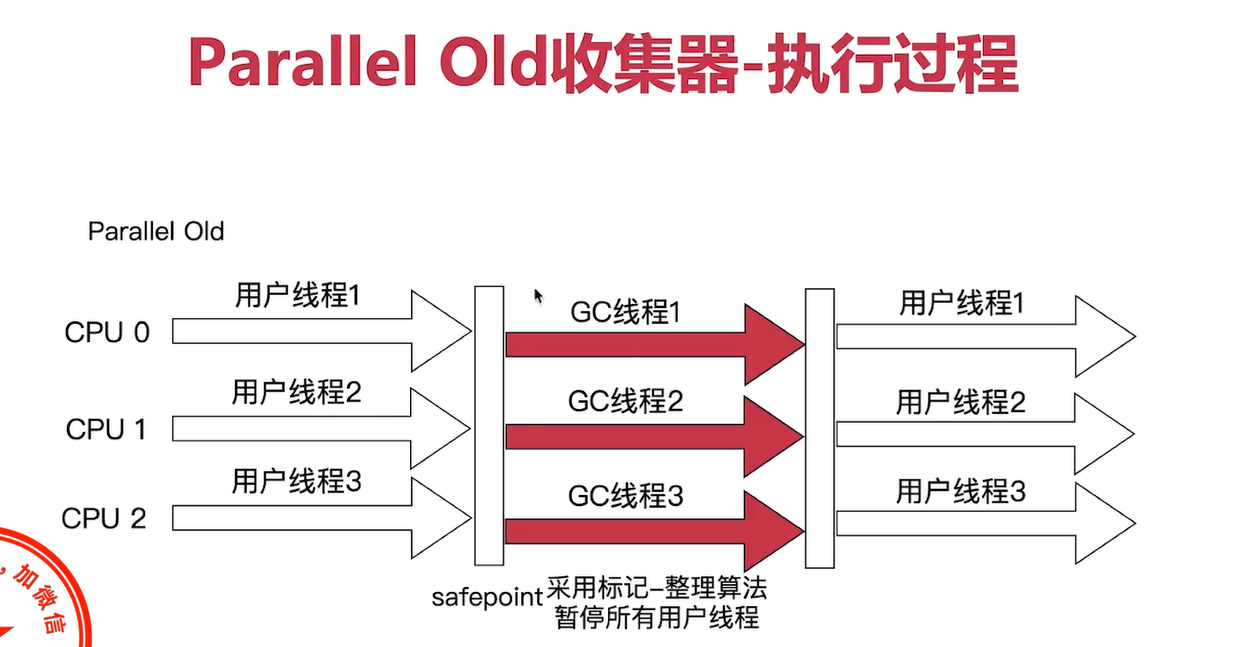 Parallel Old收集器-执行过程
Parallel Old
用户线程1
GC线程1
用户线程1
CPU 0
用户线程2
GC线程2
用户线程2
CPU 1
用户线程3
GC线程3
用户线程3
CPU 2
safepoint
采用标记-整理算法
暂停所有用户线程
，加微信